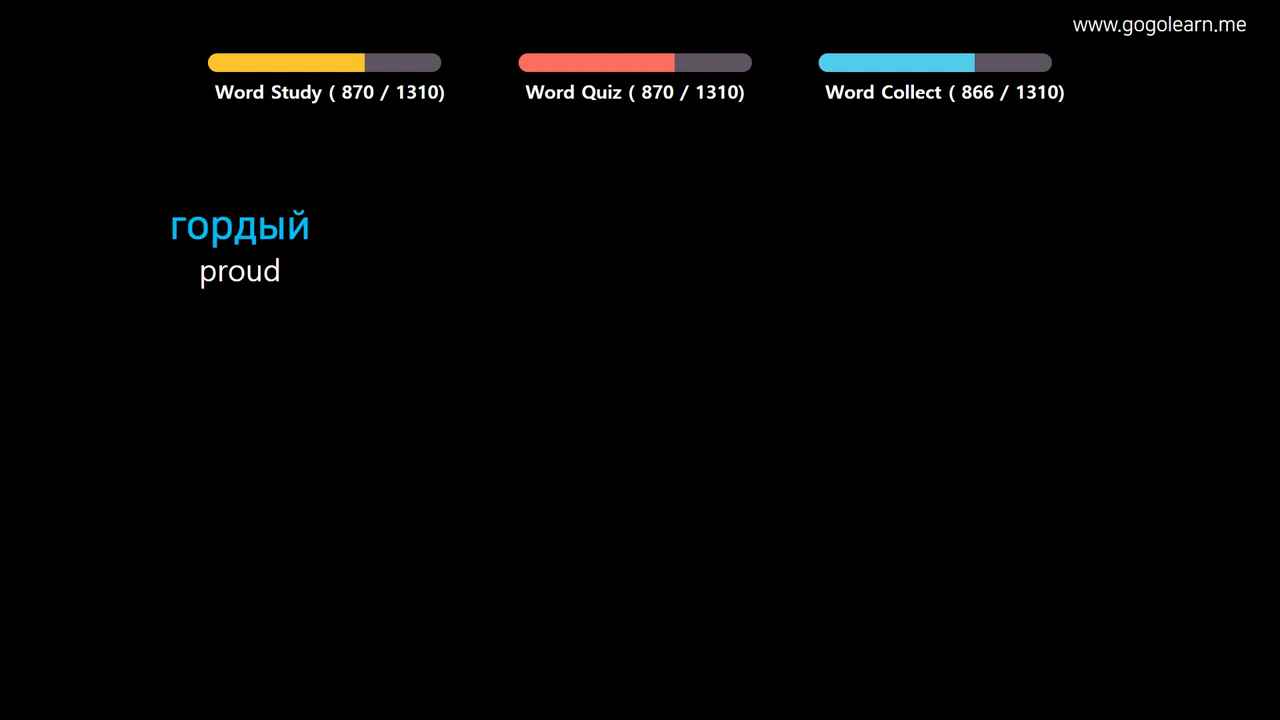 www.gogolearn.me
Word Study ( 870 / 1310)
Word Quiz ( 870 / 1310)
Word Collect ( 866 / 1310)
гордый
proud